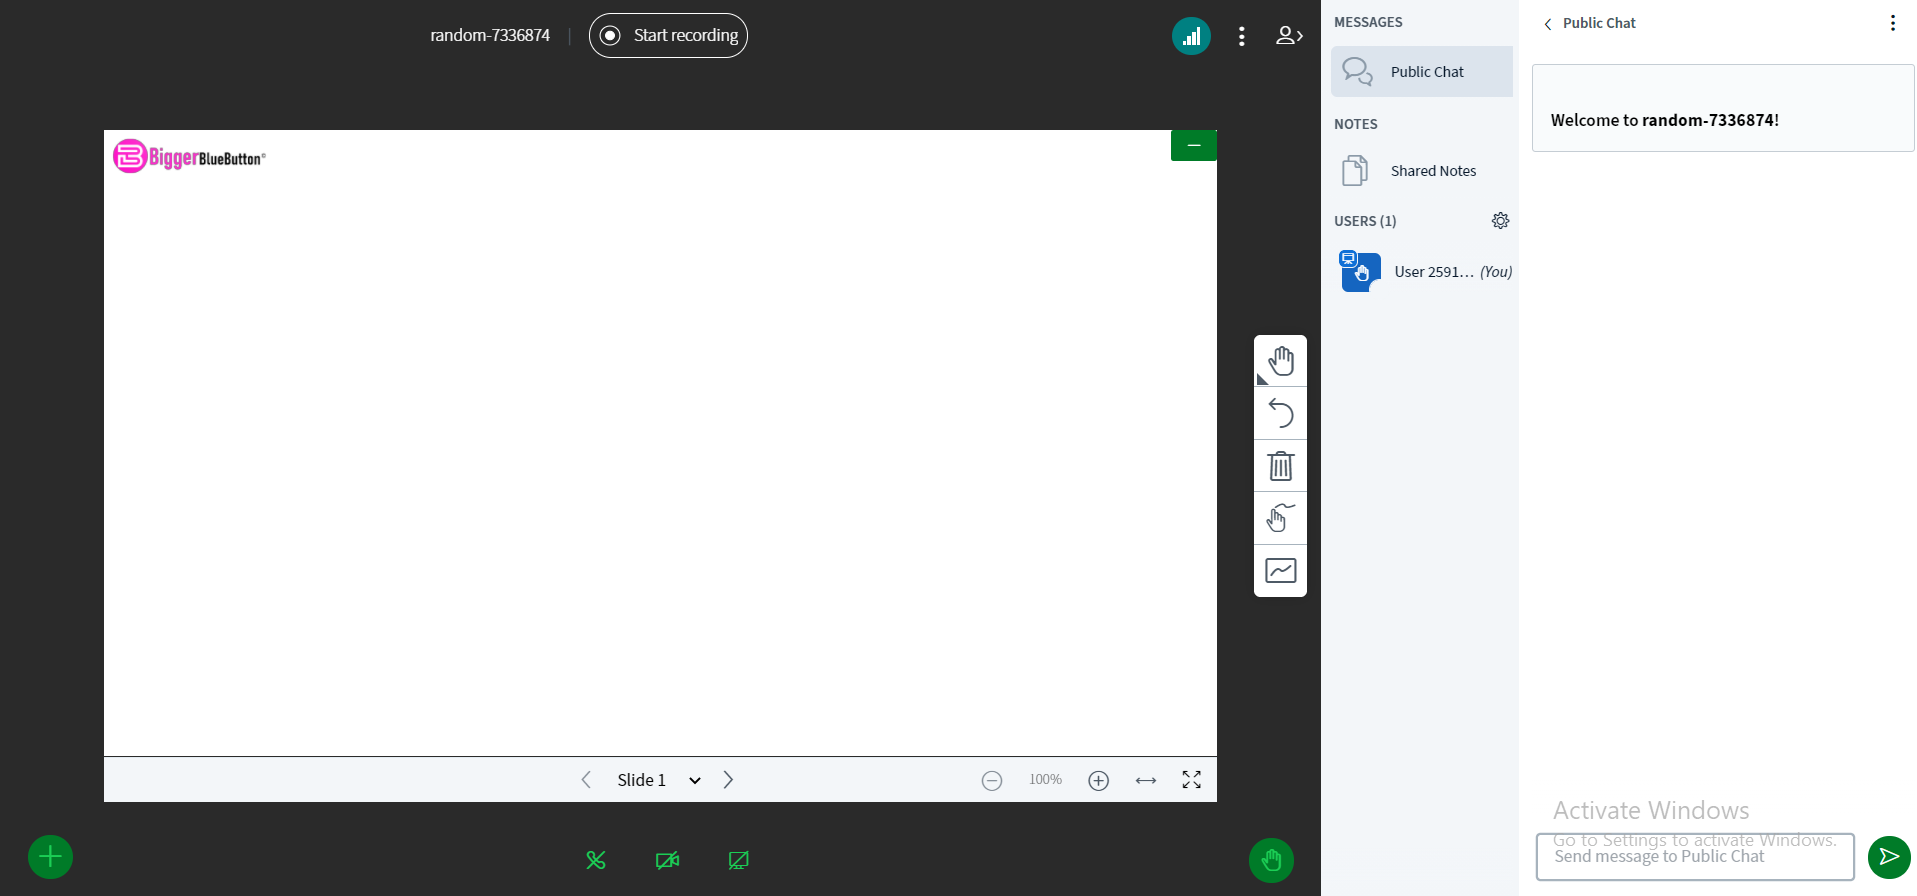 random-7336874
Start recording
BiggerBlueButton©
Slide 1
100%
MESSAGES
Public Chat
NOTES
Shared Notes
USERS (1)
User 2591... (You)
Public Chat
Welcome to random-7336874!
Activate Windows
Go to Settings to activate Windows.
Send message to Public Chat